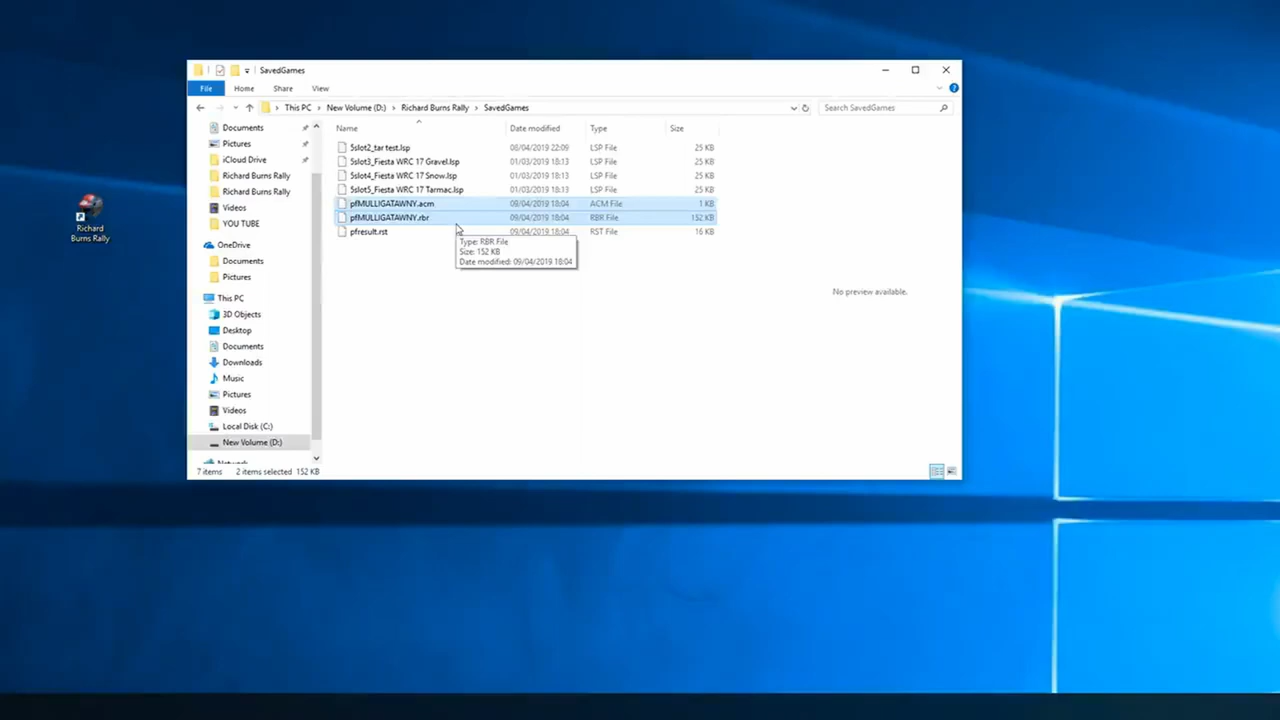 SavedGames
File Home Share View
This PC New Volume (D:) Richard Burns Rally SavedGames Search SavedGames
Name Date modified Type Size
Documents
Pictures
iCloud Drive
Richard Burns Rally
Richard Burns Rally
Videos
YOU TUBE
OneDrive
Documents
Pictures
This PC
3D Objects
Desktop
Documents
Downloads
Music
Pictures
Videos
Local Disk (C:)
New Volume (D:)
5slot2_tar test.lsp 08/04/2019 22:09 LSP File 25 KB
5slot3_Fiesta WRC 17 Gravel.lsp 01/03/2019 18:13 LSP File 25 KB
5slot4_Fiesta WRC 17 Snow.lsp 01/03/2019 18:13 LSP File 25 KB
5slot5_Fiesta WRC 17 Tarmac.lsp 01/03/2019 18:13 LSP File 25 KB
pfMULLIGATAWNY.acm 09/04/2019 18:04 ACM File 1 KB
pfMULLIGATAWNY.rbr 09/04/2019 18:04 RBR File 152 KB
pfresult.rst 09/04/2019 18:04 RST File 16 KB
Type: RBR File
Size: 152 KB
Date modified: 09/04/2019 18:04
No preview available.
7 items 2 items selected 152 KB
Richard
Burns Rally